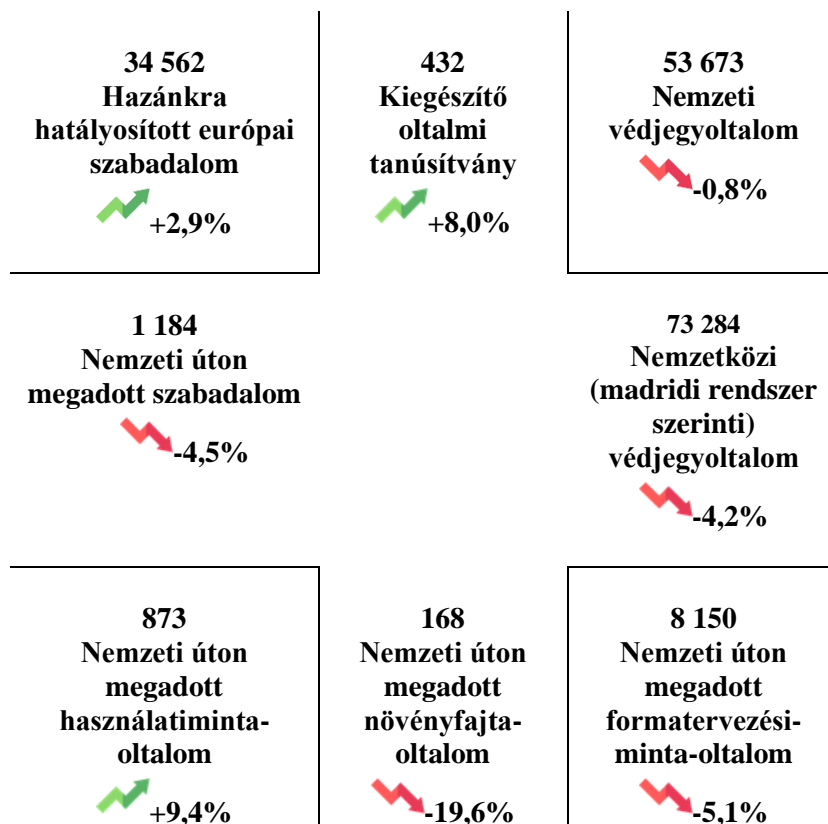 34 562
Hazánkra
hatályosított európai
szabadalom
+2,9%
432
Kiegészítő
oltalmi
tanúsítvány
+8,0%
53 673
Nemzeti
védjegyoltalom
-0,8%
1 184
Nemzeti úton
megadott szabadalom
-4,5%
73 284
Nemzetközi
(madridi rendszer
szerinti)
védjegyoltalom
-4,2%
873
Nemzeti úton
megadott
használatiminta-
oltalom
+9,4%
168
Nemzeti úton
megadott
növényfajta-
oltalom
-19,6%
8 150
Nemzeti úton
megadott
formatervezési-
minta-oltalom
-5,1%